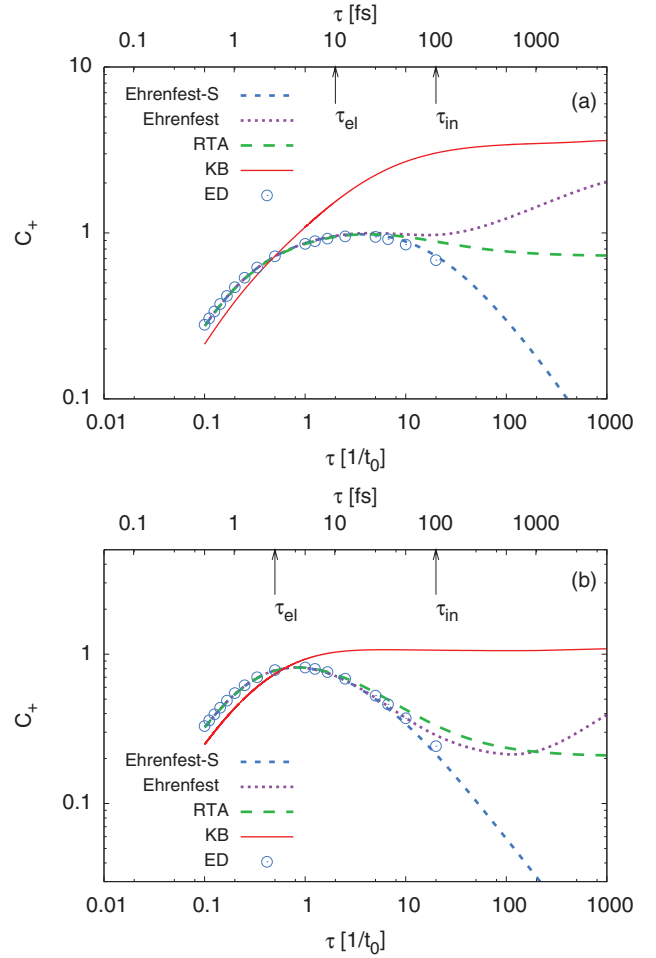 τ [fs]
0.1 1 10 100 1000
10
1
0.1
C₊
(a)
Ehrenfest-S
Ehrenfest
RTA
KB
ED
τel
τin
0.01 0.1 1 10 100 1000
τ [1/t₀]
τ [fs]
0.1 1 10 100 1000
1
0.1
C₊
(b)
τel
τin
Ehrenfest-S
Ehrenfest
RTA
KB
ED
0.01 0.1 1 10 100 1000
τ [1/t₀]